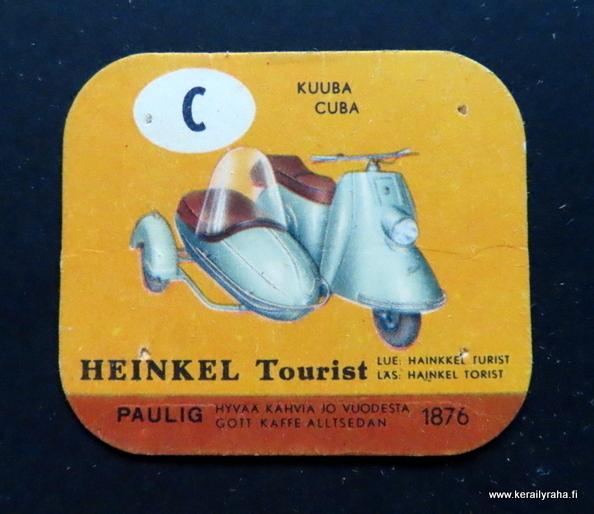 C
KUUBA
CUBA
HEINKEL Tourist
LUE: HAINKKEL TURIST
LÄS: HAINKEL TORIST
PAULIG
HYVÄÄ KAHVIA JO VUODESTA
GOTT KAFFE ALLTSEDAN
1876
www.kerailyraha.fi